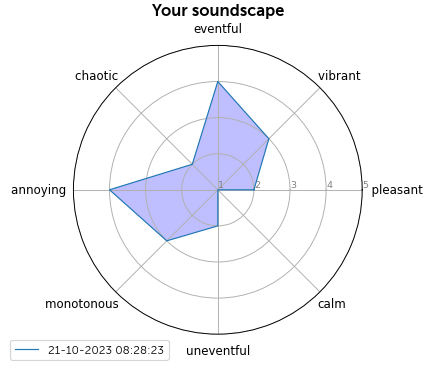 Your soundscape
eventful
chaotic
vibrant
annoying
1 2 3 4 5
pleasant
monotonous
calm
uneventful
21-10-2023 08:28:23